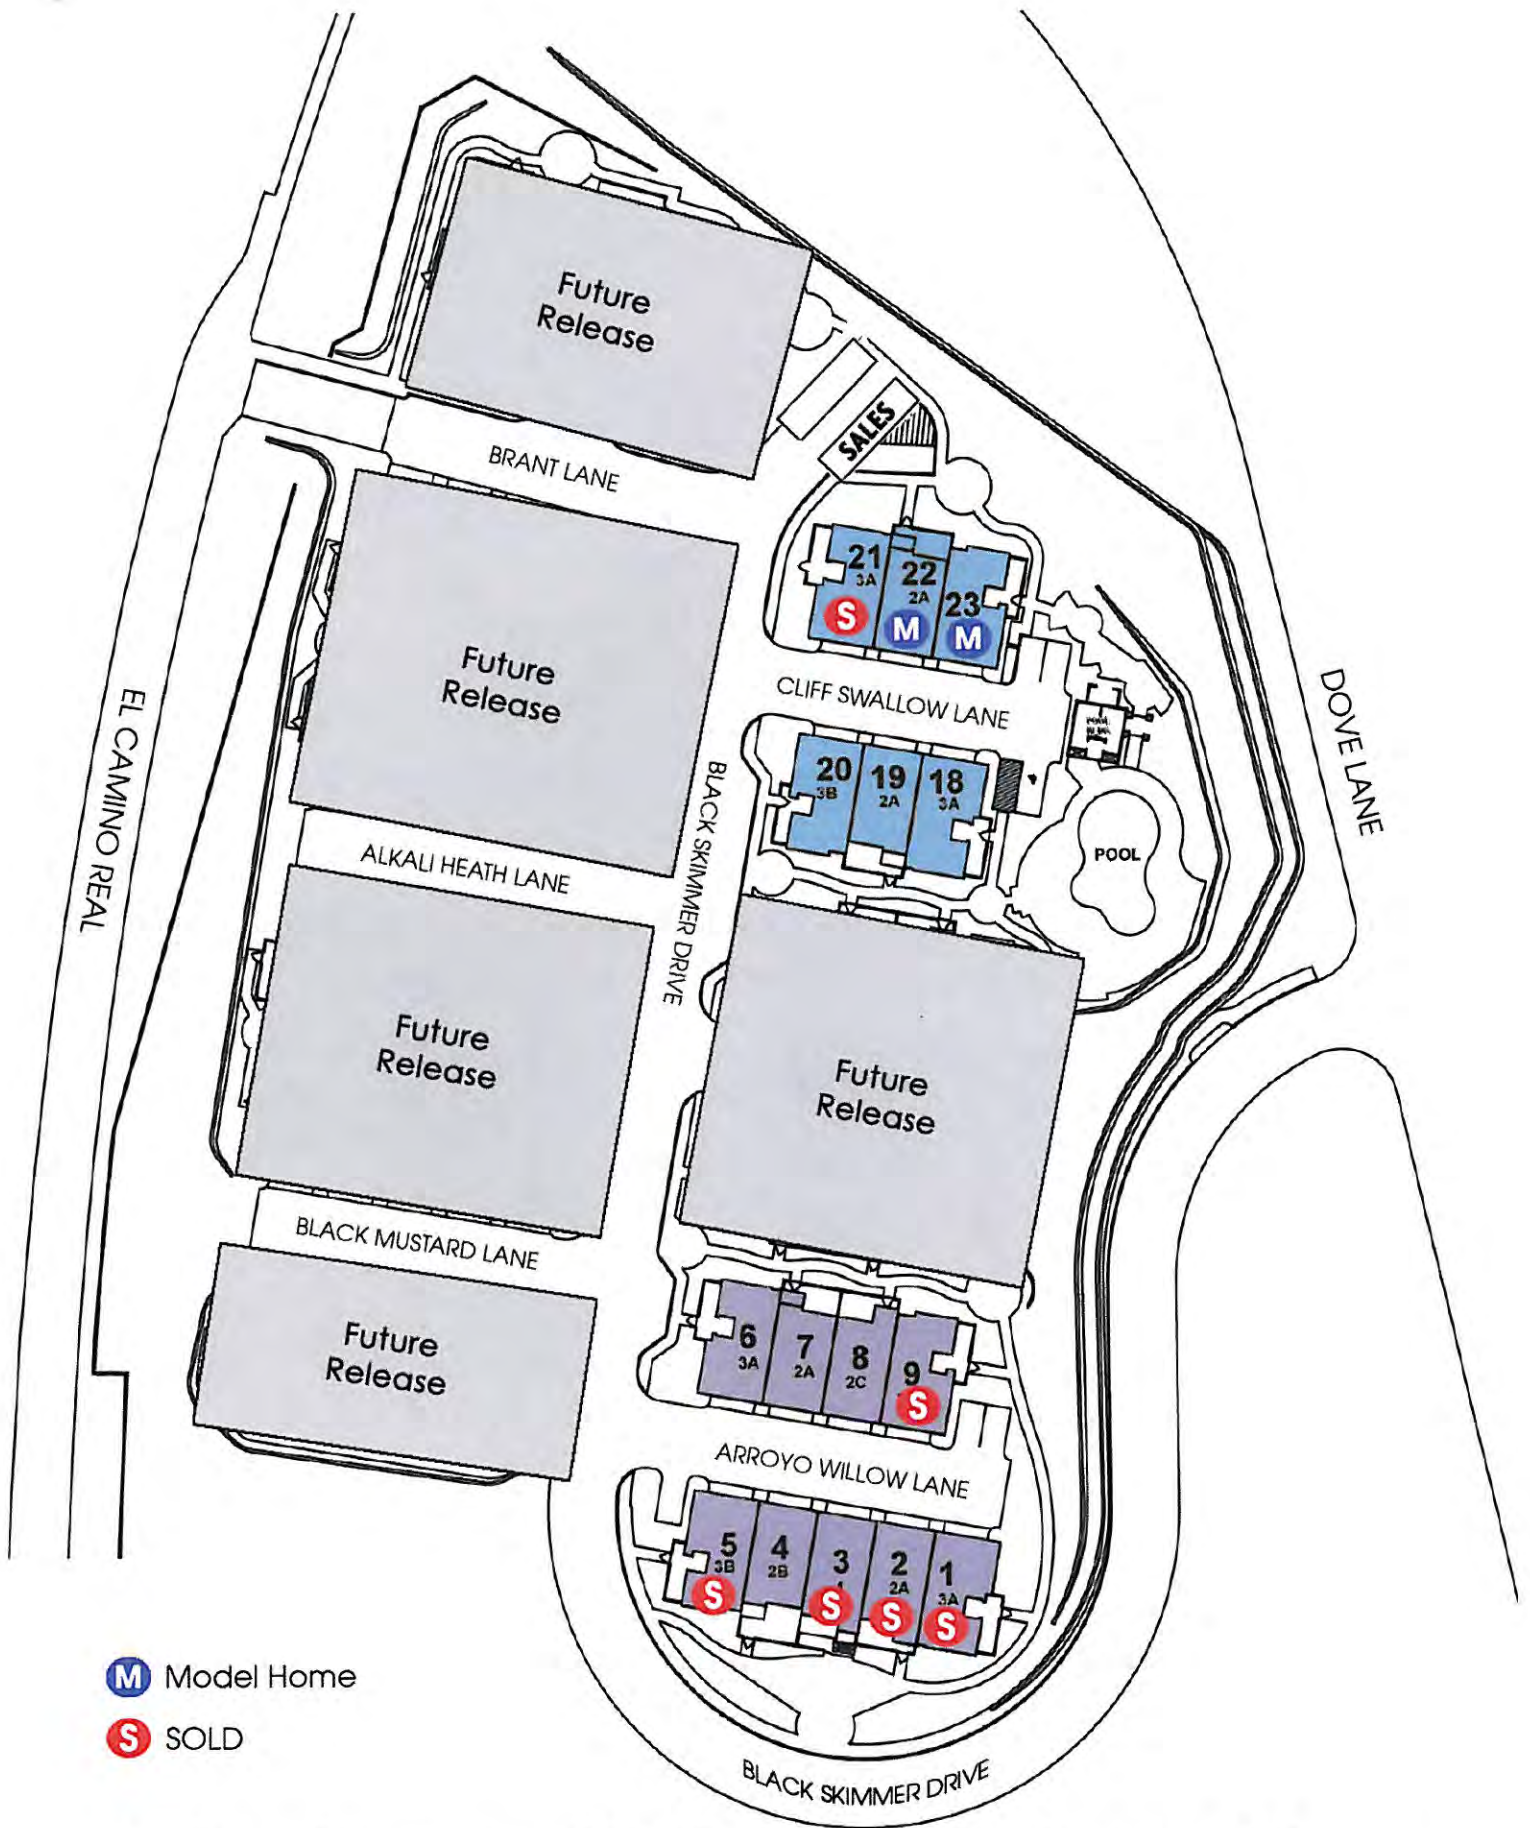 Future
Release
BRANT LANE
SALES
21
3A
S
22
2A
M
23
M
Future
Release
CLIFF SWALLOW LANE
EL CAMINO REAL
DOVE LANE
BLACK SKIMMER DRIVE
20
3B
19
2A
18
3A
POOL
ALKALI HEATH LANE
Future
Release
Future
Release
BLACK MUSTARD LANE
Future
Release
6
3A
7
2A
8
2C
9
S
ARROYO WILLOW LANE
5
3B
S
4
2B
3
S
2
2A
S
1
3A
S
M Model Home
S SOLD
BLACK SKIMMER DRIVE